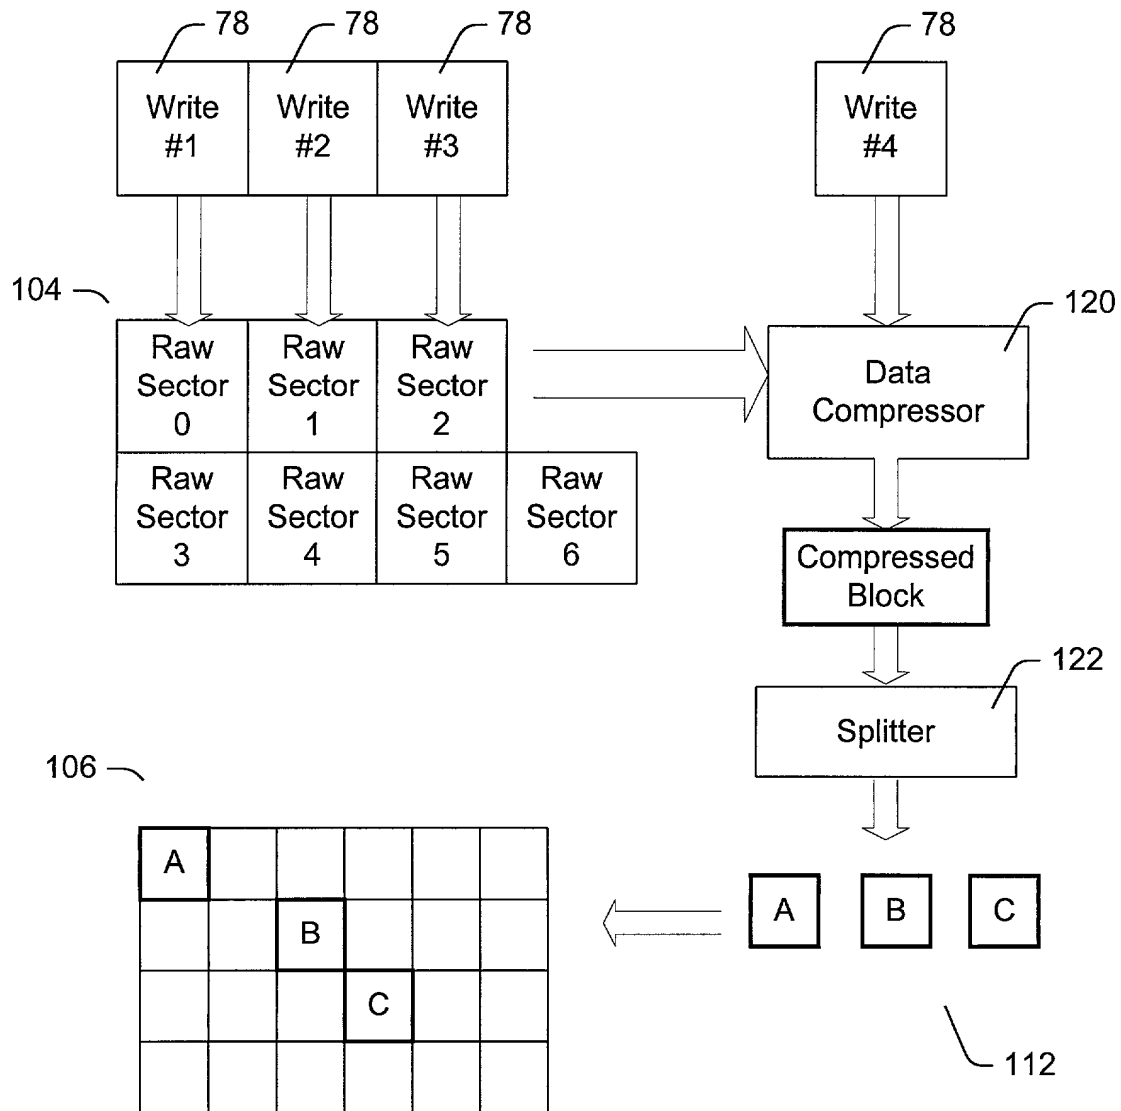 78 78 78 78
Write Write Write Write
#1 #2 #3 #4
104
120
Raw Raw Raw
Sector Sector Sector
0 1 2
Data
Compressor
Raw Raw Raw Raw
Sector Sector Sector Sector
3 4 5 6
Compressed
Block
122
Splitter
106
A
B
C
A B C
112